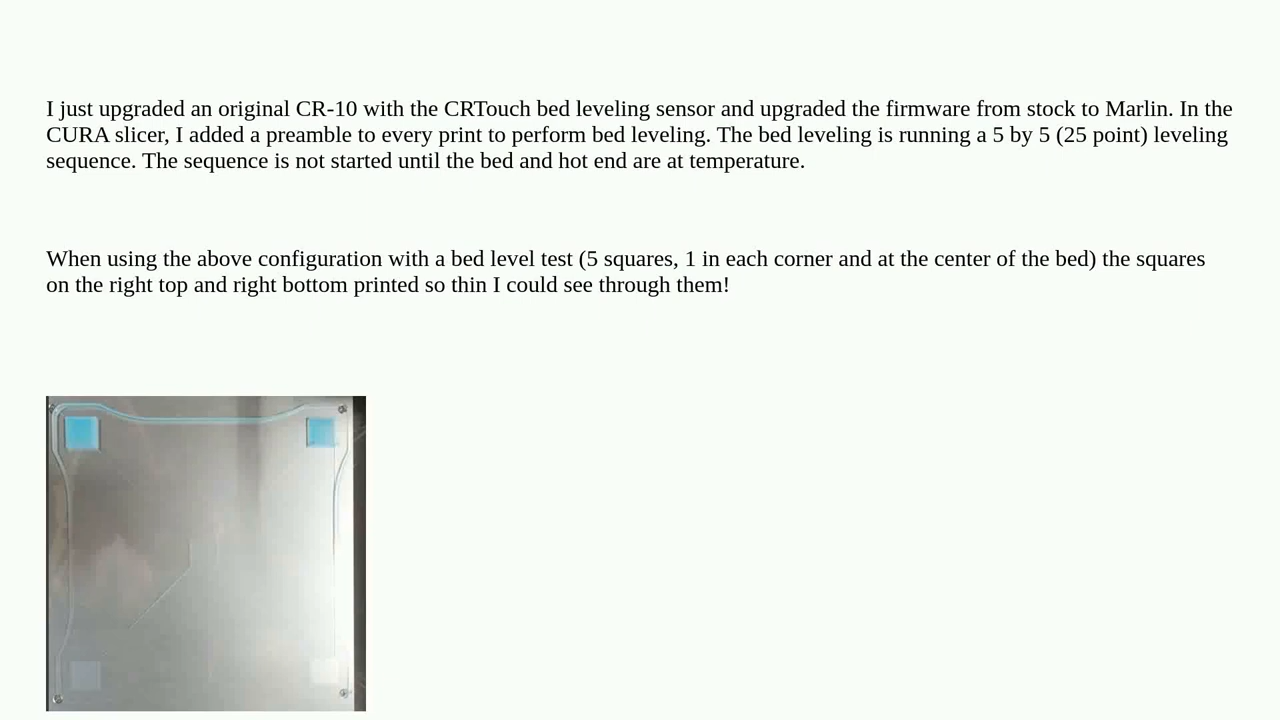 I just upgraded an original CR-10 with the CRTouch bed leveling sensor and upgraded the firmware from stock to Marlin. In the
CURA slicer, I added a preamble to every print to perform bed leveling. The bed leveling is running a 5 by 5 (25 point) leveling
sequence. The sequence is not started until the bed and hot end are at temperature.
When using the above configuration with a bed level test (5 squares, 1 in each corner and at the center of the bed) the squares
on the right top and right bottom printed so thin I could see through them!